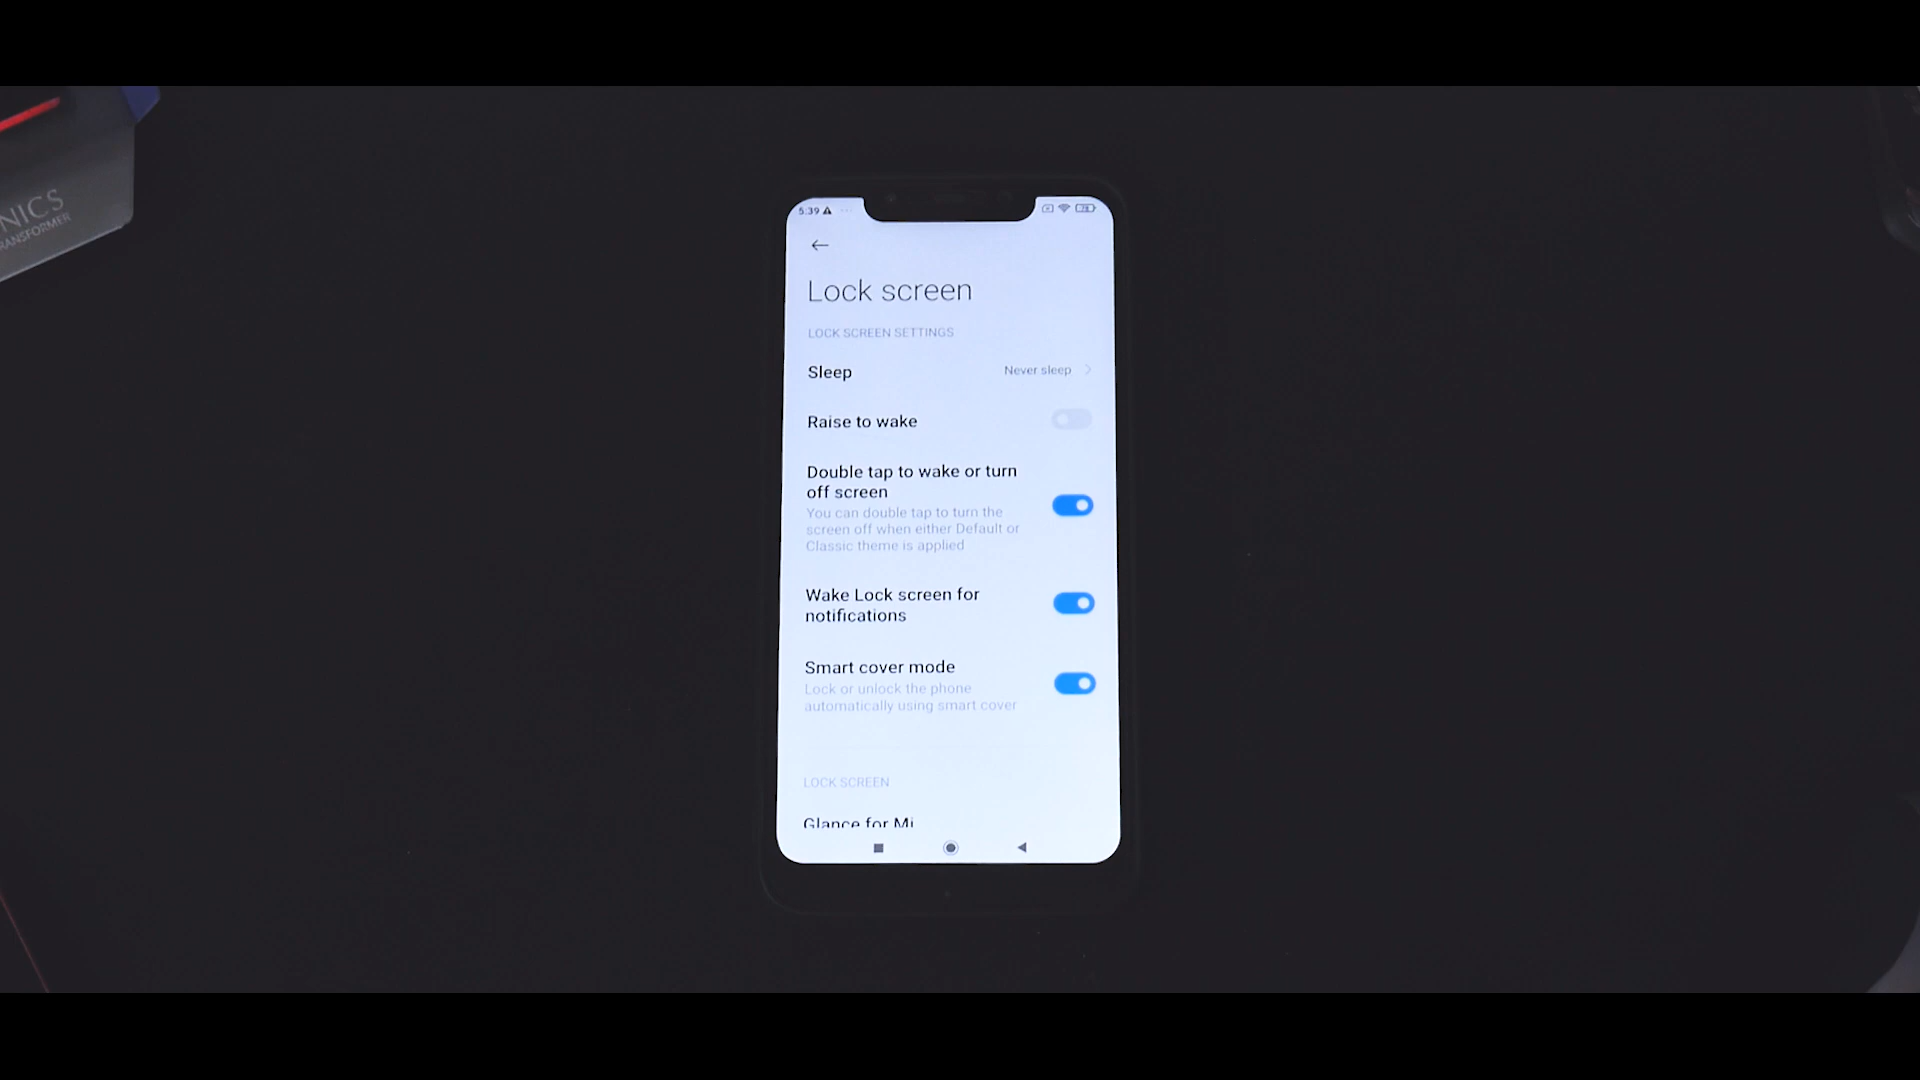 NICS
RANSFORMER
5:39
Lock screen
LOCK SCREEN SETTINGS
Sleep
Never sleep
Raise to wake
Double tap to wake or turn
off screen
You can double tap to turn the
screen off when either Default or
Classic theme is applied
Wake Lock screen for
notifications
Smart cover mode
Lock or unlock the phone
automatically using smart cover
LOCK SCREEN
Glance for Mi